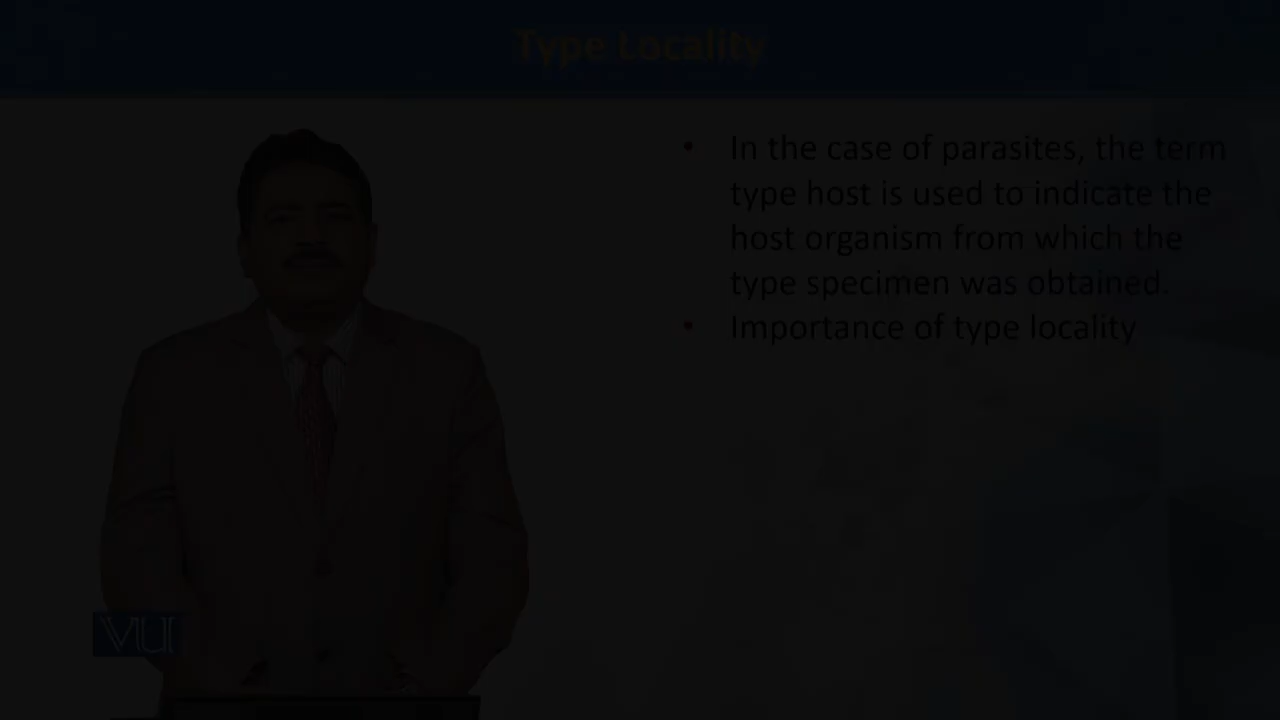 Type Locality
• In the case of parasites, the term
type host is used to indicate the
host organism from which the
type specimen was obtained.
• Importance of type locality
VU